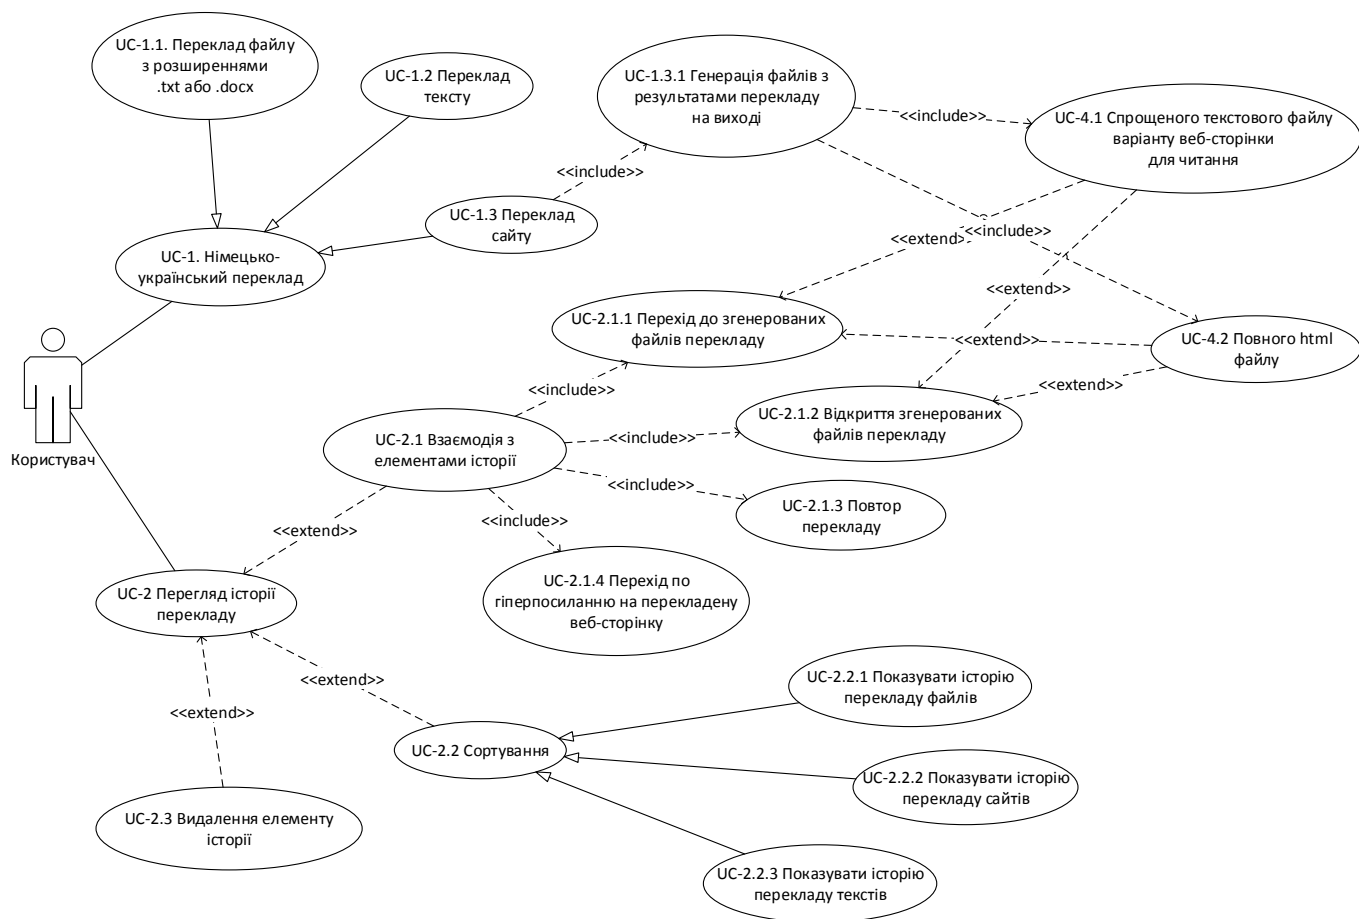 UC-1.1. Переклад файлу
з розширеннями
.txt або .docx
UC-1.2 Переклад
тексту
UC-1.3.1 Генерація файлів з
результатами перекладу
на виході
<<include>>
UC-4.1 Спрощеного текстового файлу
варіанту веб-сторінки
для читання
<<include>>
UC-1.3 Переклад
сайту
UC-1. Німецько-
український переклад
<<extend>>
<<include>>
<<extend>>
UC-2.1.1 Перехід до згенерованих
файлів перекладу
<<extend>>
UC-4.2 Повного html
файлу
<<include>>
<<extend>>
UC-2.1.2 Відкриття згенерованих
файлів перекладу
Користувач
UC-2.1 Взаємодія з
елементами історії
<<include>>
<<include>>
UC-2.1.3 Повтор
перекладу
<<include>>
<<extend>>
UC-2.1.4 Перехід по
гіперпосиланню на перекладену
веб-сторінку
UC-2 Перегляд історії
перекладу
<<extend>>
<<extend>>
UC-2.2.1 Показувати історію
перекладу файлів
UC-2.2 Сортування
UC-2.2.2 Показувати історію
перекладу сайтів
UC-2.3 Видалення елементу
історії
UC-2.2.3 Показувати історію
перекладу текстів